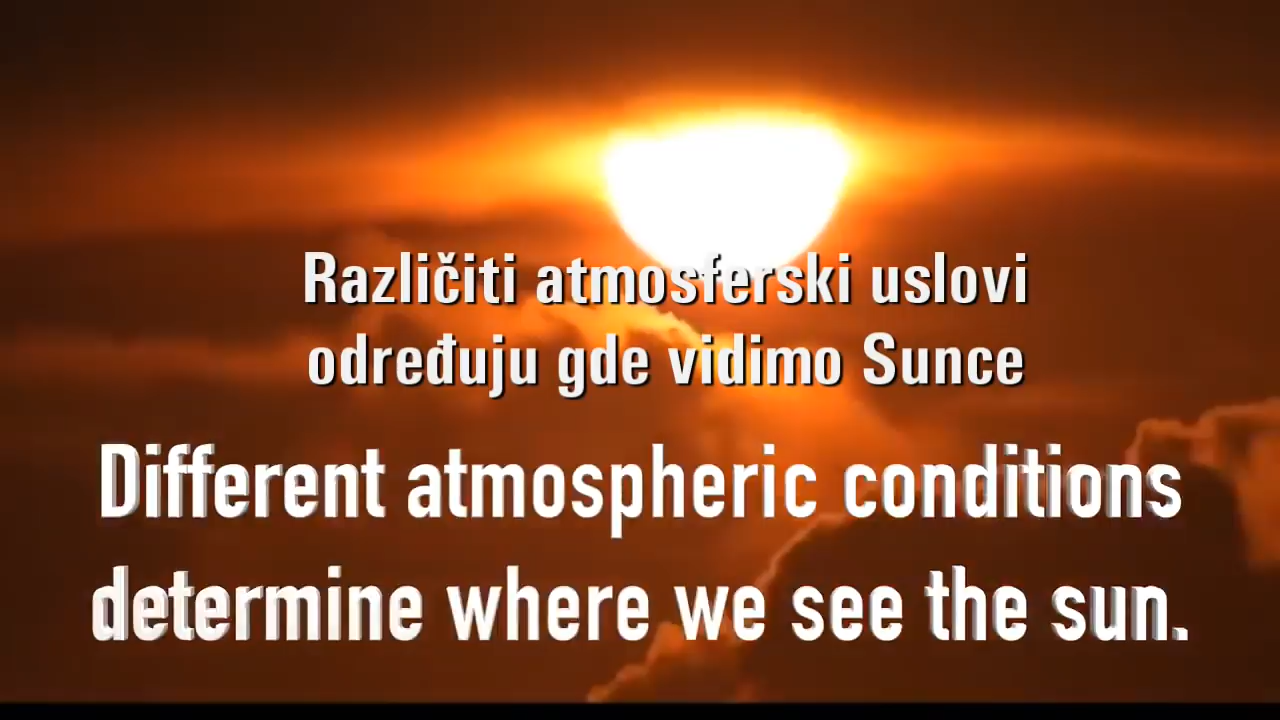 Različiti atmosferski uslovi
određuju gde vidimo Sunce
Different atmospheric conditions
determine where we see the sun.